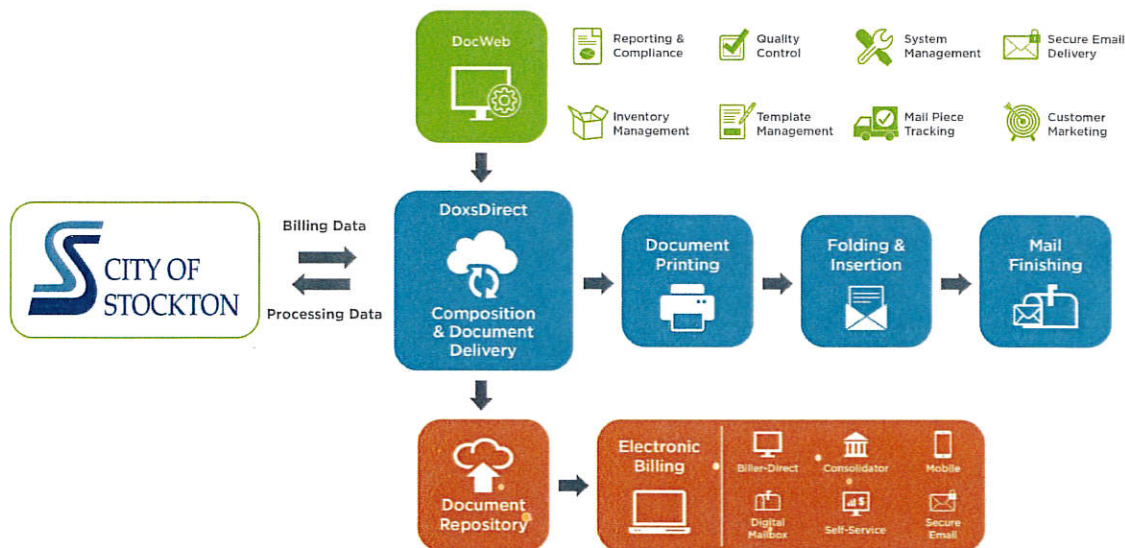 DocWeb
Reporting &
Compliance
Quality
Control
System
Management
Secure Email
Delivery
Inventory
Management
Template
Management
Mail Piece
Tracking
Customer
Marketing
CITY OF
STOCKTON
Billing Data
Processing Data
DoxsDirect
Composition
& Document
Delivery
Document
Printing
Folding &
Insertion
Mail
Finishing
Document
Repository
Electronic
Billing
Biller-Direct
Consolidator
Mobile
Digital
Mailbox
Self-Service
Secure
Email